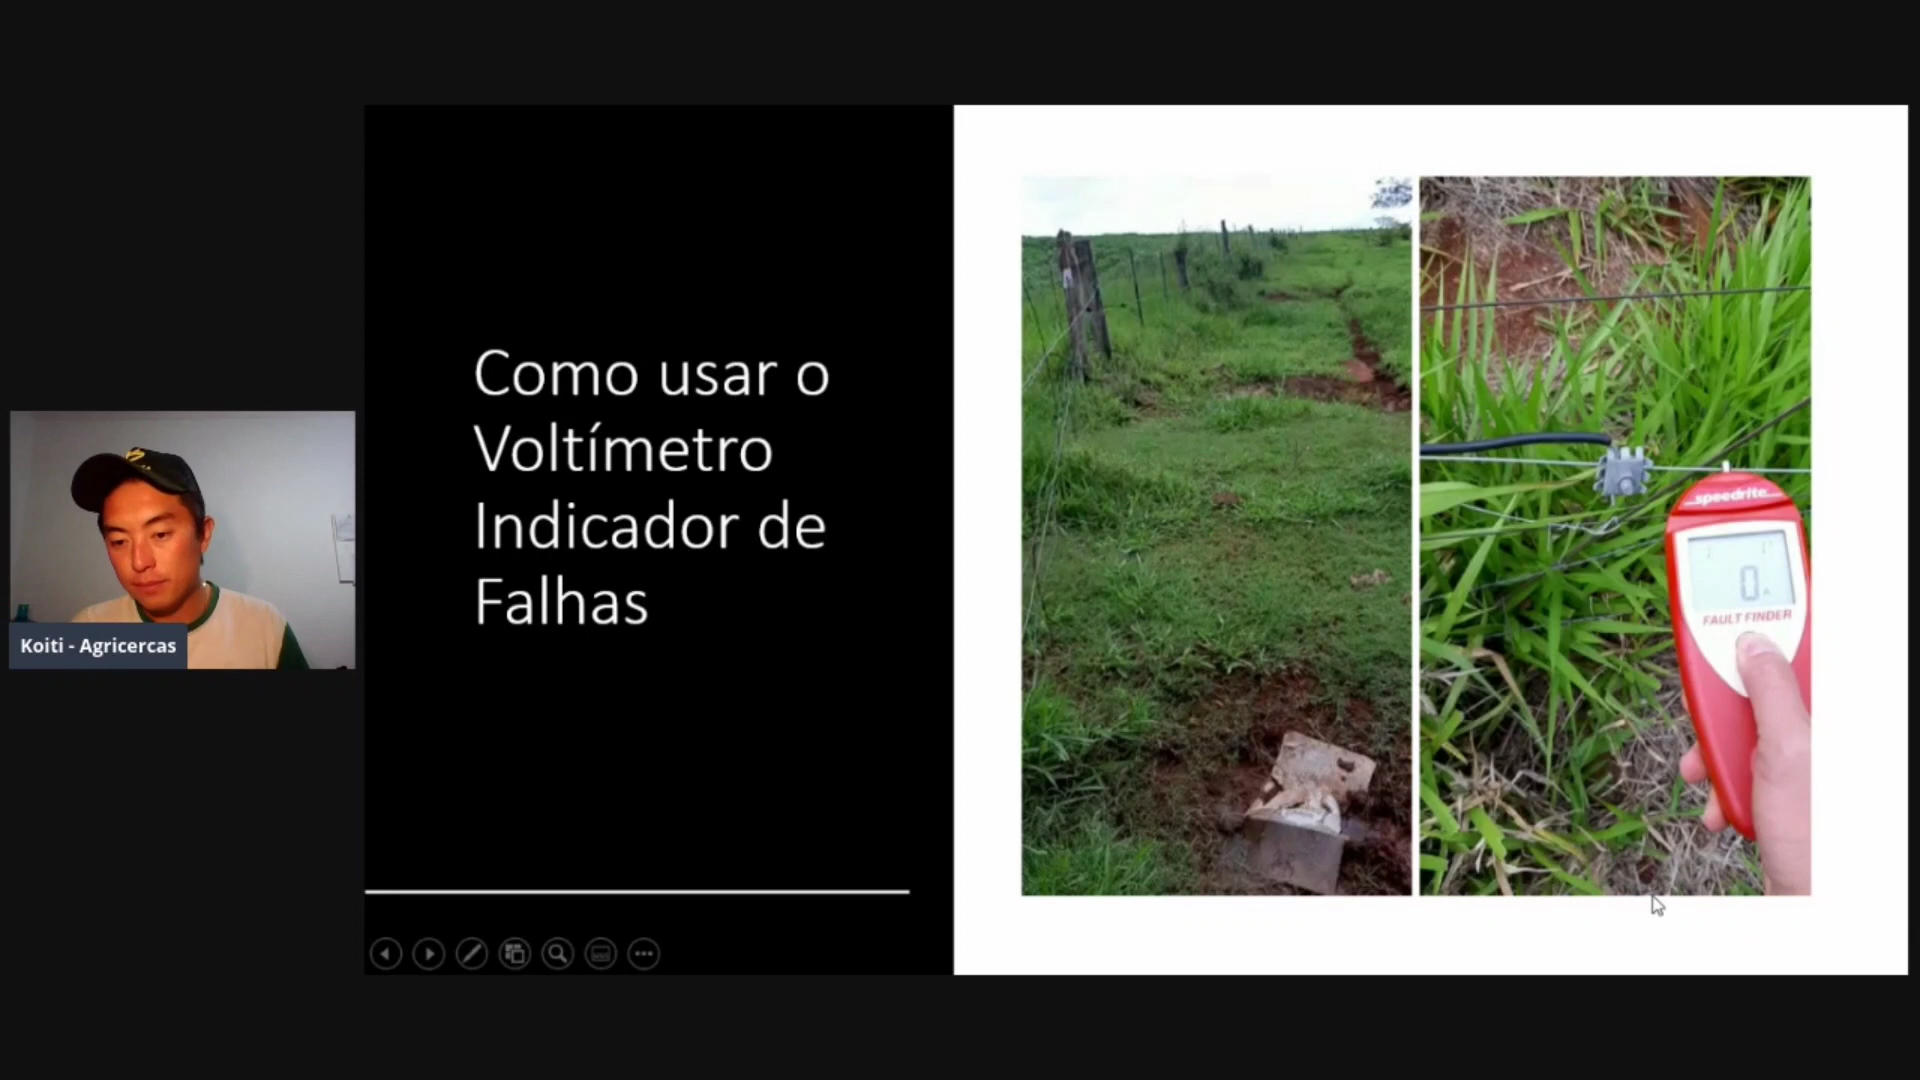 Como usar o
Voltímetro
Indicador de
Falhas
Koiti - Agricercas
speedrite
0
A
FAULT FINDER